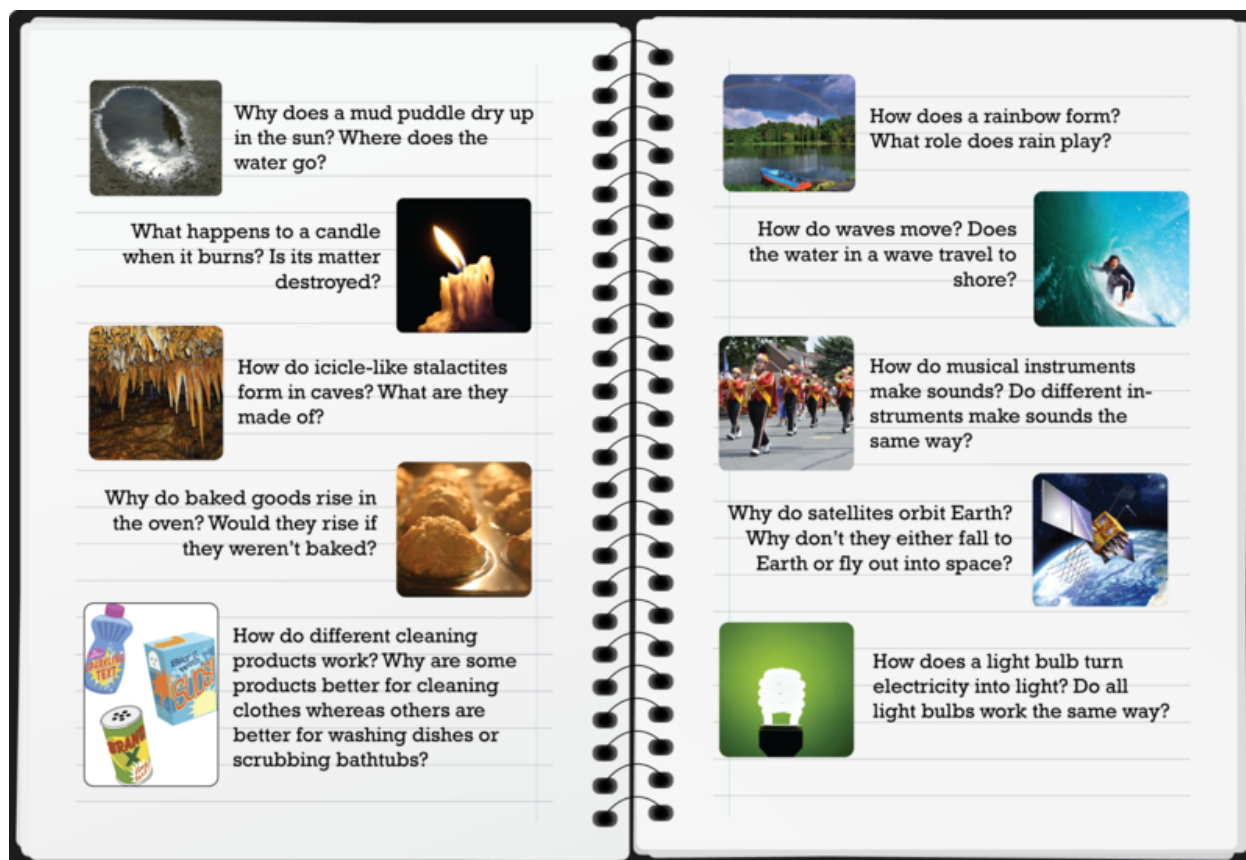 Why does a mud puddle dry up
in the sun? Where does the
water go?
What happens to a candle
when it burns? Is its matter
destroyed?
How do icicle-like stalactites
form in caves? What are they
made of?
Why do baked goods rise in
the oven? Would they rise if
they weren't baked?
SPARKLING
TEXT
SUDS!
BRAND
X
How do different cleaning
products work? Why are some
products better for cleaning
clothes whereas others are
better for washing dishes or
scrubbing bathtubs?
How does a rainbow form?
What role does rain play?
How do waves move? Does
the water in a wave travel to
shore?
How do musical instruments
make sounds? Do different in-
struments make sounds the
same way?
Why do satellites orbit Earth?
Why don't they either fall to
Earth or fly out into space?
How does a light bulb turn
electricity into light? Do all
light bulbs work the same way?